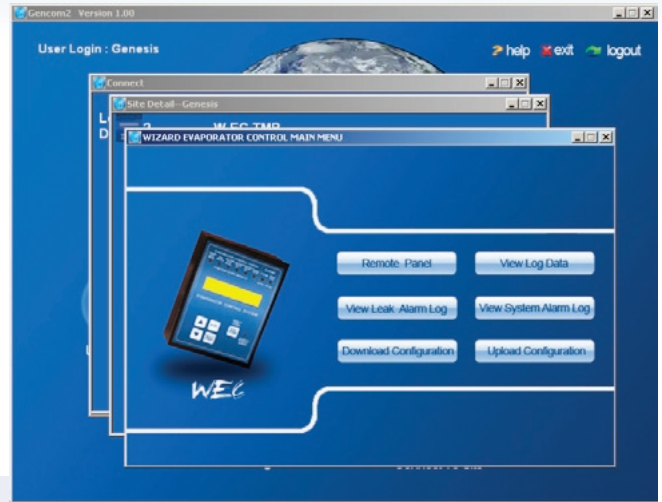 Gencom2 Version 1.00
User Login : Genesis
help exit logout
Connect
Site Detail--Genesis
WIZARD EVAPORATOR CONTROL MAIN MENU
Remote Panel
View Log Data
View Leak Alarm Log
View System Alarm Log
Download Configuration
Upload Configuration
WEC